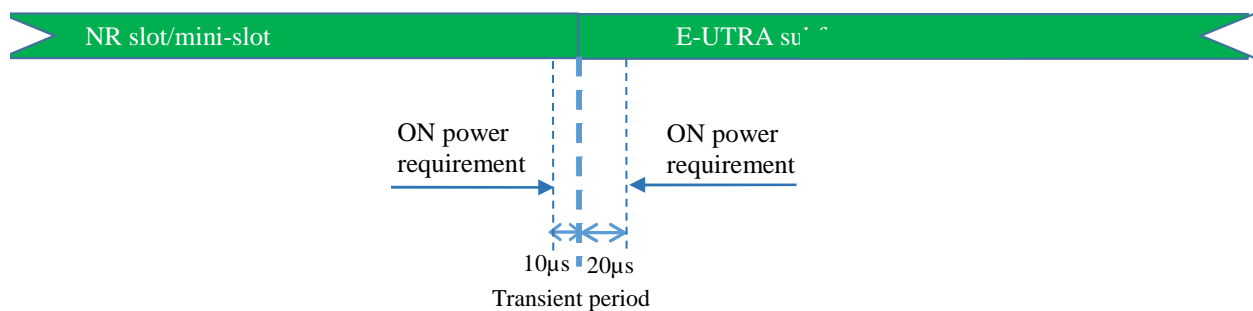 NR slot/mini-slot
E-UTRA
ON power
requirement
ON power
requirement
10µs
20µs
Transient period